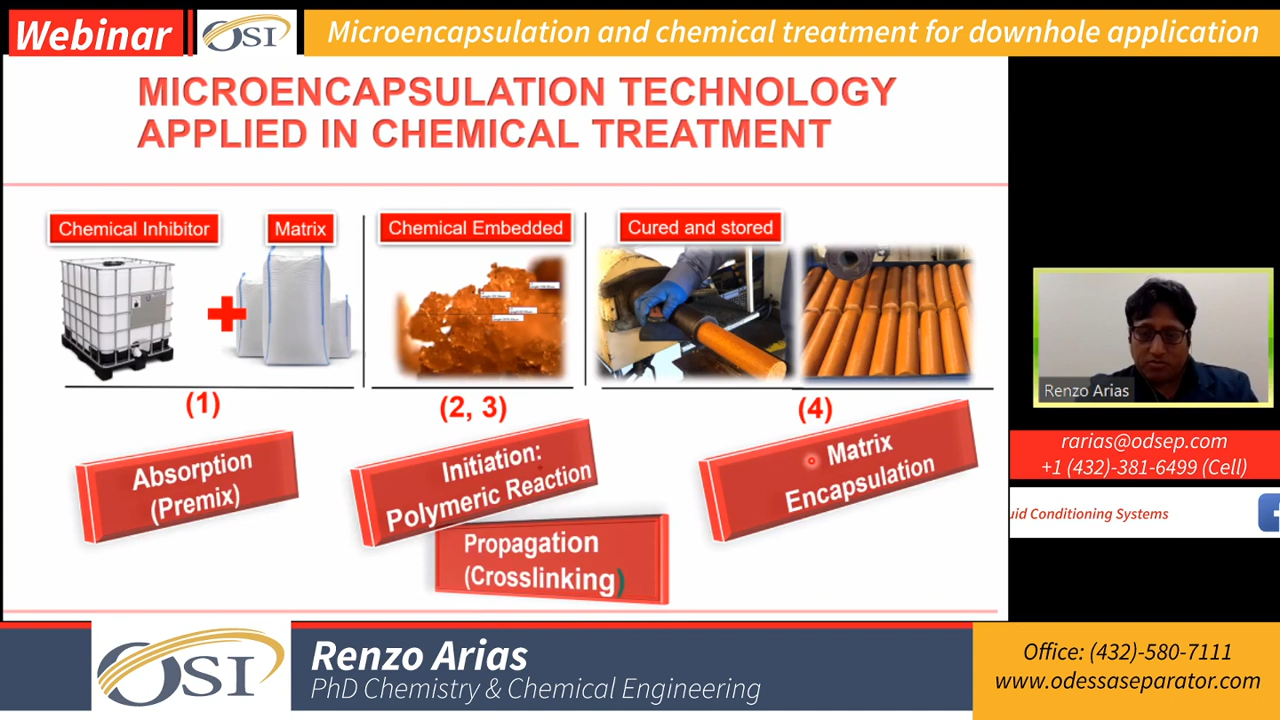 Webinar
OSI
Microencapsulation and chemical treatment for downhole application
MICROENCAPSULATION TECHNOLOGY
APPLIED IN CHEMICAL TREATMENT
Chemical Inhibitor
Matrix
Chemical Embedded
Cured and stored
(1)
(2, 3)
(4)
Absorption
(Premix)
Initiation:
Polymeric Reaction
Propagation
(Crosslinking)
Matrix
Encapsulation
Renzo Arias
rarias@odsep.com
+1 (432)-381-6499 (Cell)
uid Conditioning Systems
OSI
Renzo Arias
PhD Chemistry & Chemical Engineering
Office: (432)-580-7111
www.odessaseparator.com